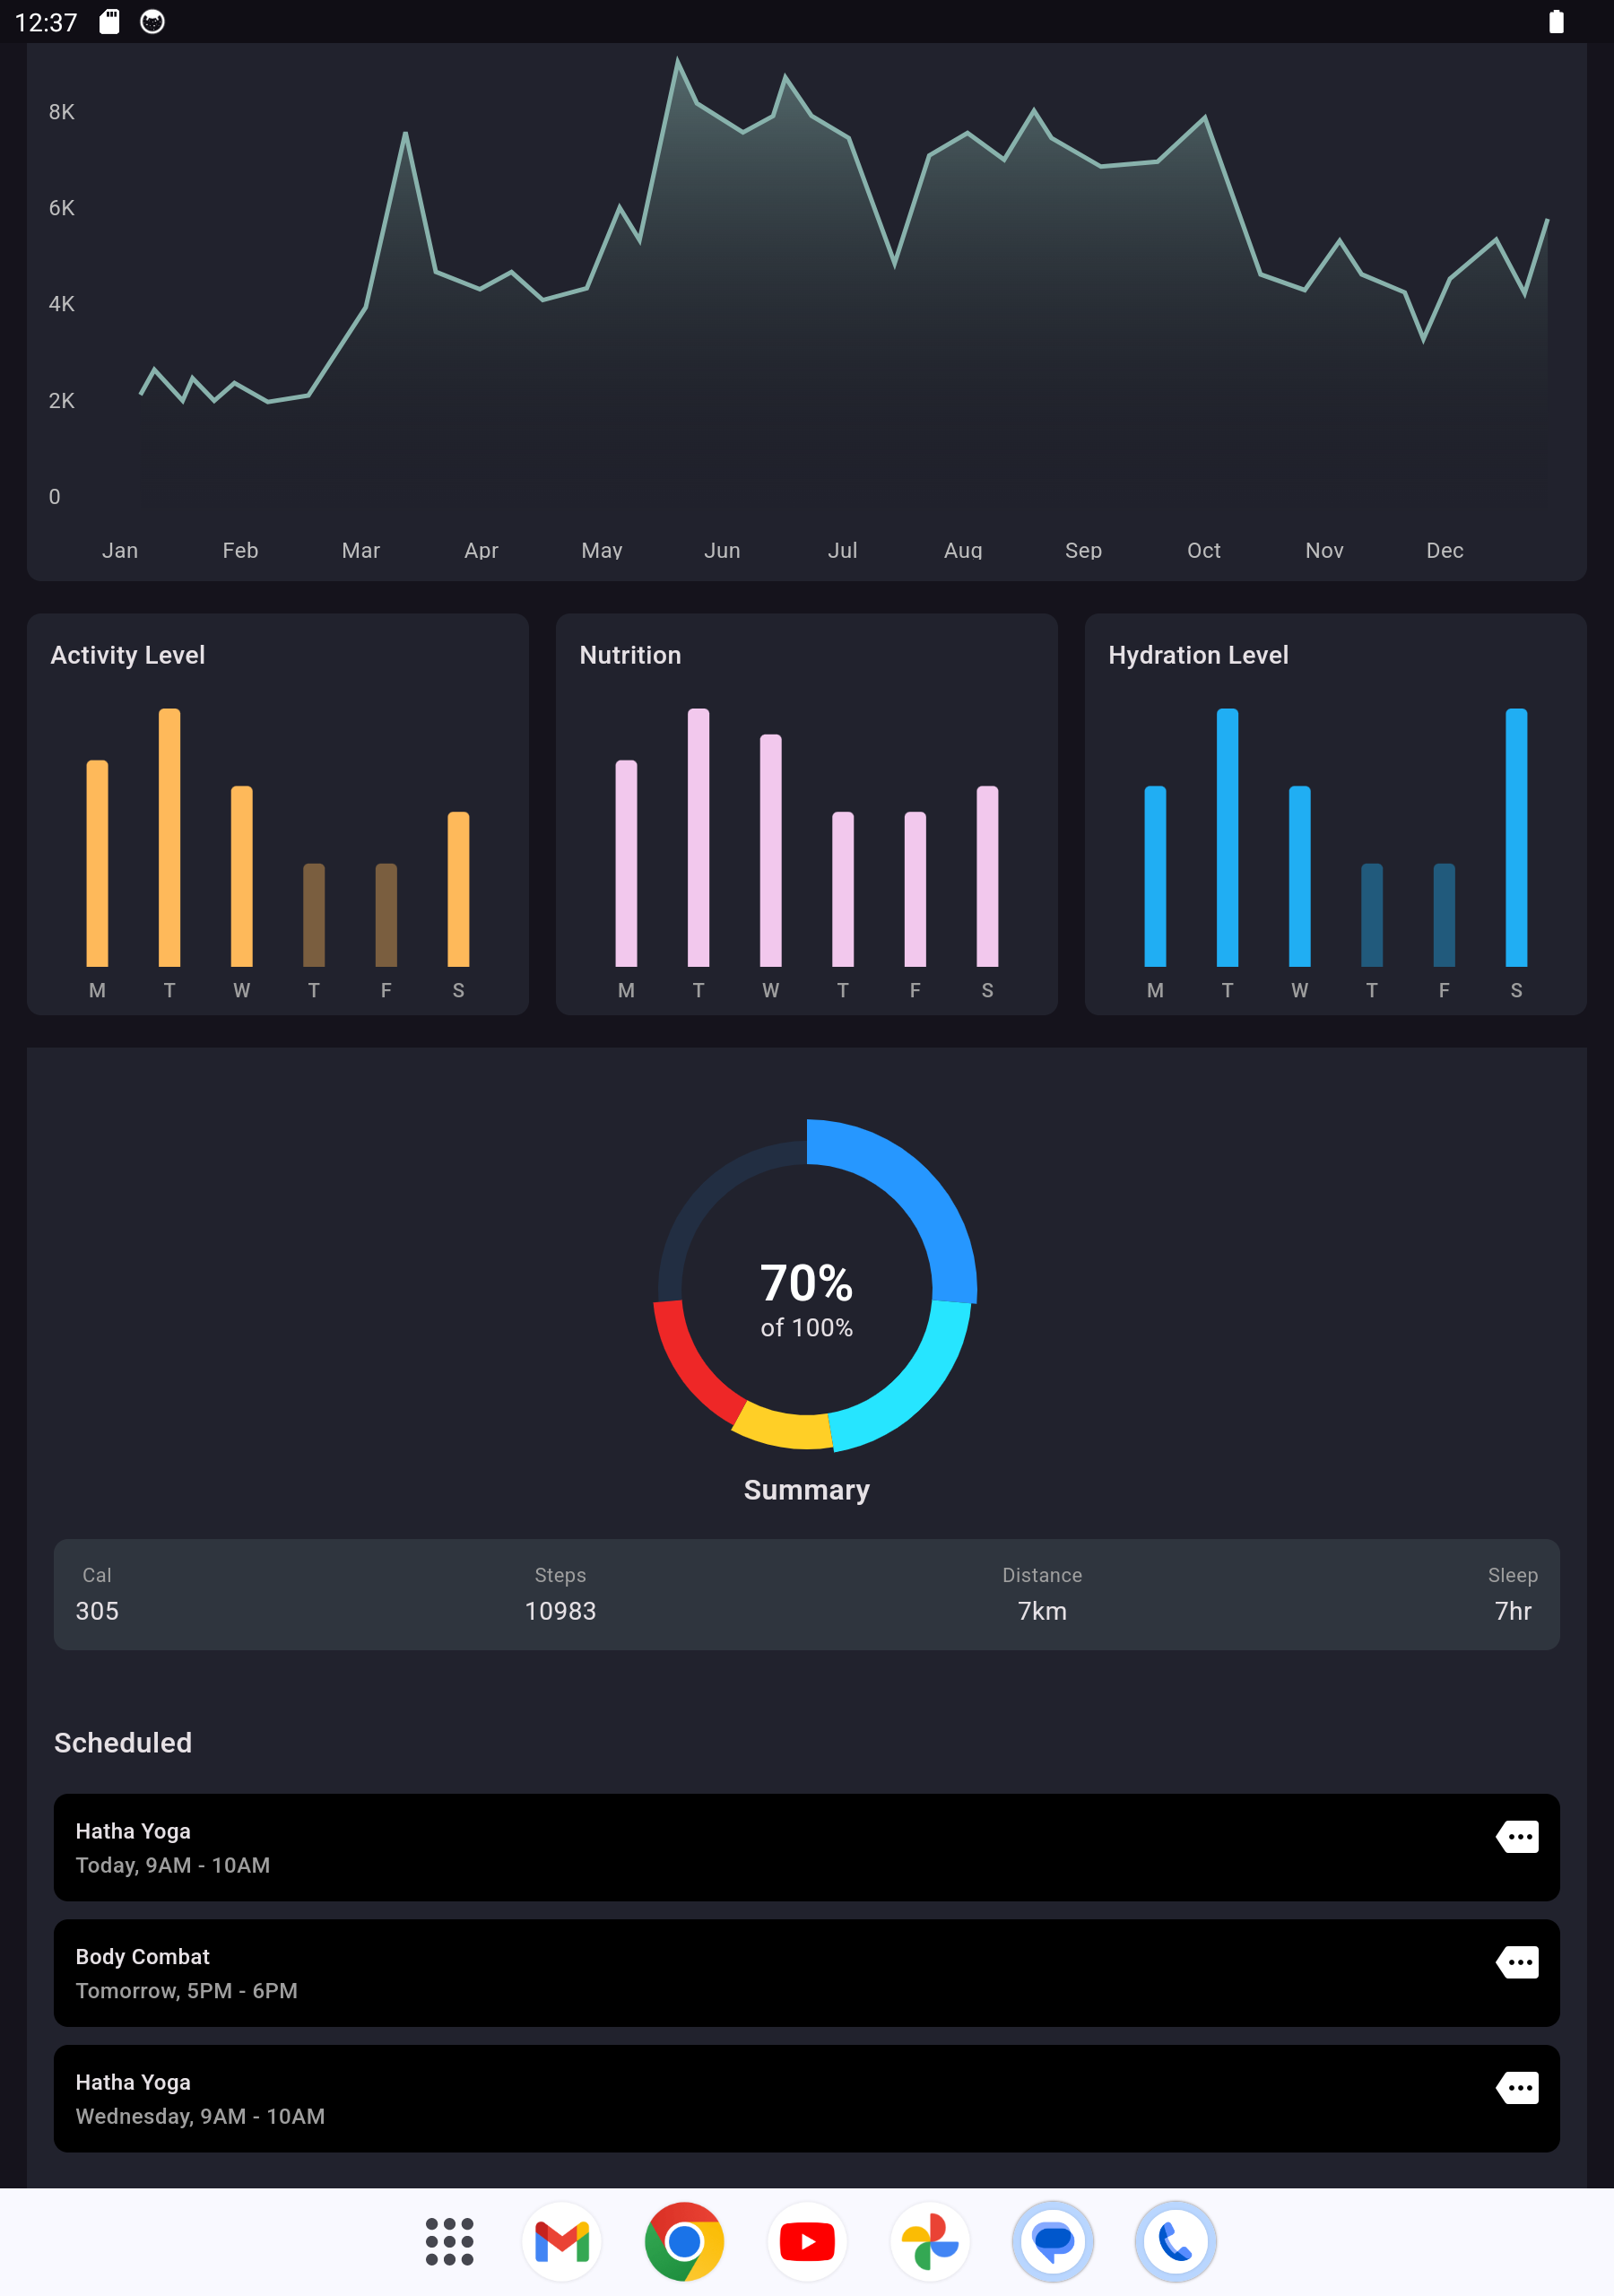 12:37
8K
6K
4K
2K
0
Jan Feb Mar Apr May Jun Jul Aug Sep Oct Nov Dec
Activity Level
M T W T F S
Nutrition
M T W T F S
Hydration Level
M T W T F S
70%
of 100%
Summary
Cal Steps Distance Sleep
305 10983 7km 7hr
Scheduled
Hatha Yoga
Today, 9AM - 10AM
Body Combat
Tomorrow, 5PM - 6PM
Hatha Yoga
Wednesday, 9AM - 10AM